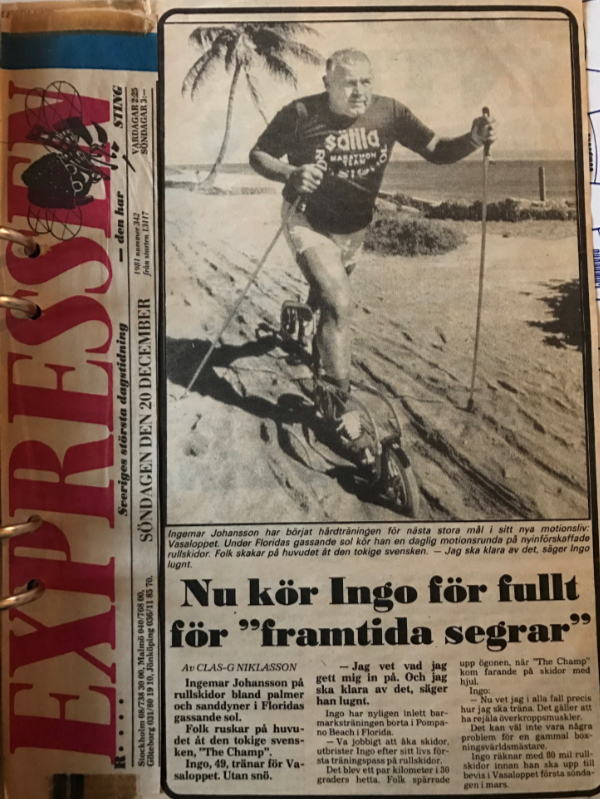 EXPRESSEN
— den har
STING
VARDAGAR 2:25
SÖNDAGAR 3:—
1981 nummer 342
från starten 13117
Sveriges största dagstidning
SÖNDAGEN DEN 20 DECEMBER
R
Stockholm 08/738 30 00, Malmö 040/768 00,
Göteborg 031/80 19 10, Jönköping 036/11 85 70.
Sätila
MARATHON
Ingemar Johansson har börjat hårdträningen för nästa stora mål i sitt nya motionsliv:
Vasaloppet. Under Floridas gassande sol kör han en daglig motionsrunda på nyinförskaffade
rullskidor. Folk skakar på huvudet åt den tokige svensken. — Jag ska klara av det, säger Ingo
lugnt.
Nu kör Ingo för fullt
för "framtida segrar"
Av CLAS-G NIKLASSON
Ingemar Johansson på
rullskidor bland palmer
och sanddyner i Floridas
gassande sol.
Folk ruskar på huvu-
det åt den tokige svens-
ken, "The Champ".
Ingo, 49, tränar för Va-
saloppet. Utan snö.
— Jag vet vad jag
gett mig in på. Och jag
ska klara av det, säger
han lugnt.
Ingo har nyligen inlett bar-
marksträningen borta i Pompa-
no Beach i Florida.
— Va jobbigt att åka skidor,
utbrister Ingo efter sitt livs för-
sta träningspass på rullskidor.
Det blev ett par kilometer i 30
graders hetta. Folk spärrade
upp ögonen, när "The Champ"
kom farande på skidor med
hjul.
Ingo:
— Nu vet jag i alla fall precis
hur jag ska träna. Det gäller att
ha rejäla överkroppsmuskler.
Det kan väl inte vara några
problem för en gammal box-
ningsvärldsmästare.
Ingo räknar med 80 mil rull-
skidor innan han ska upp till
bevis i Vasaloppet första sönda-
gen i mars.